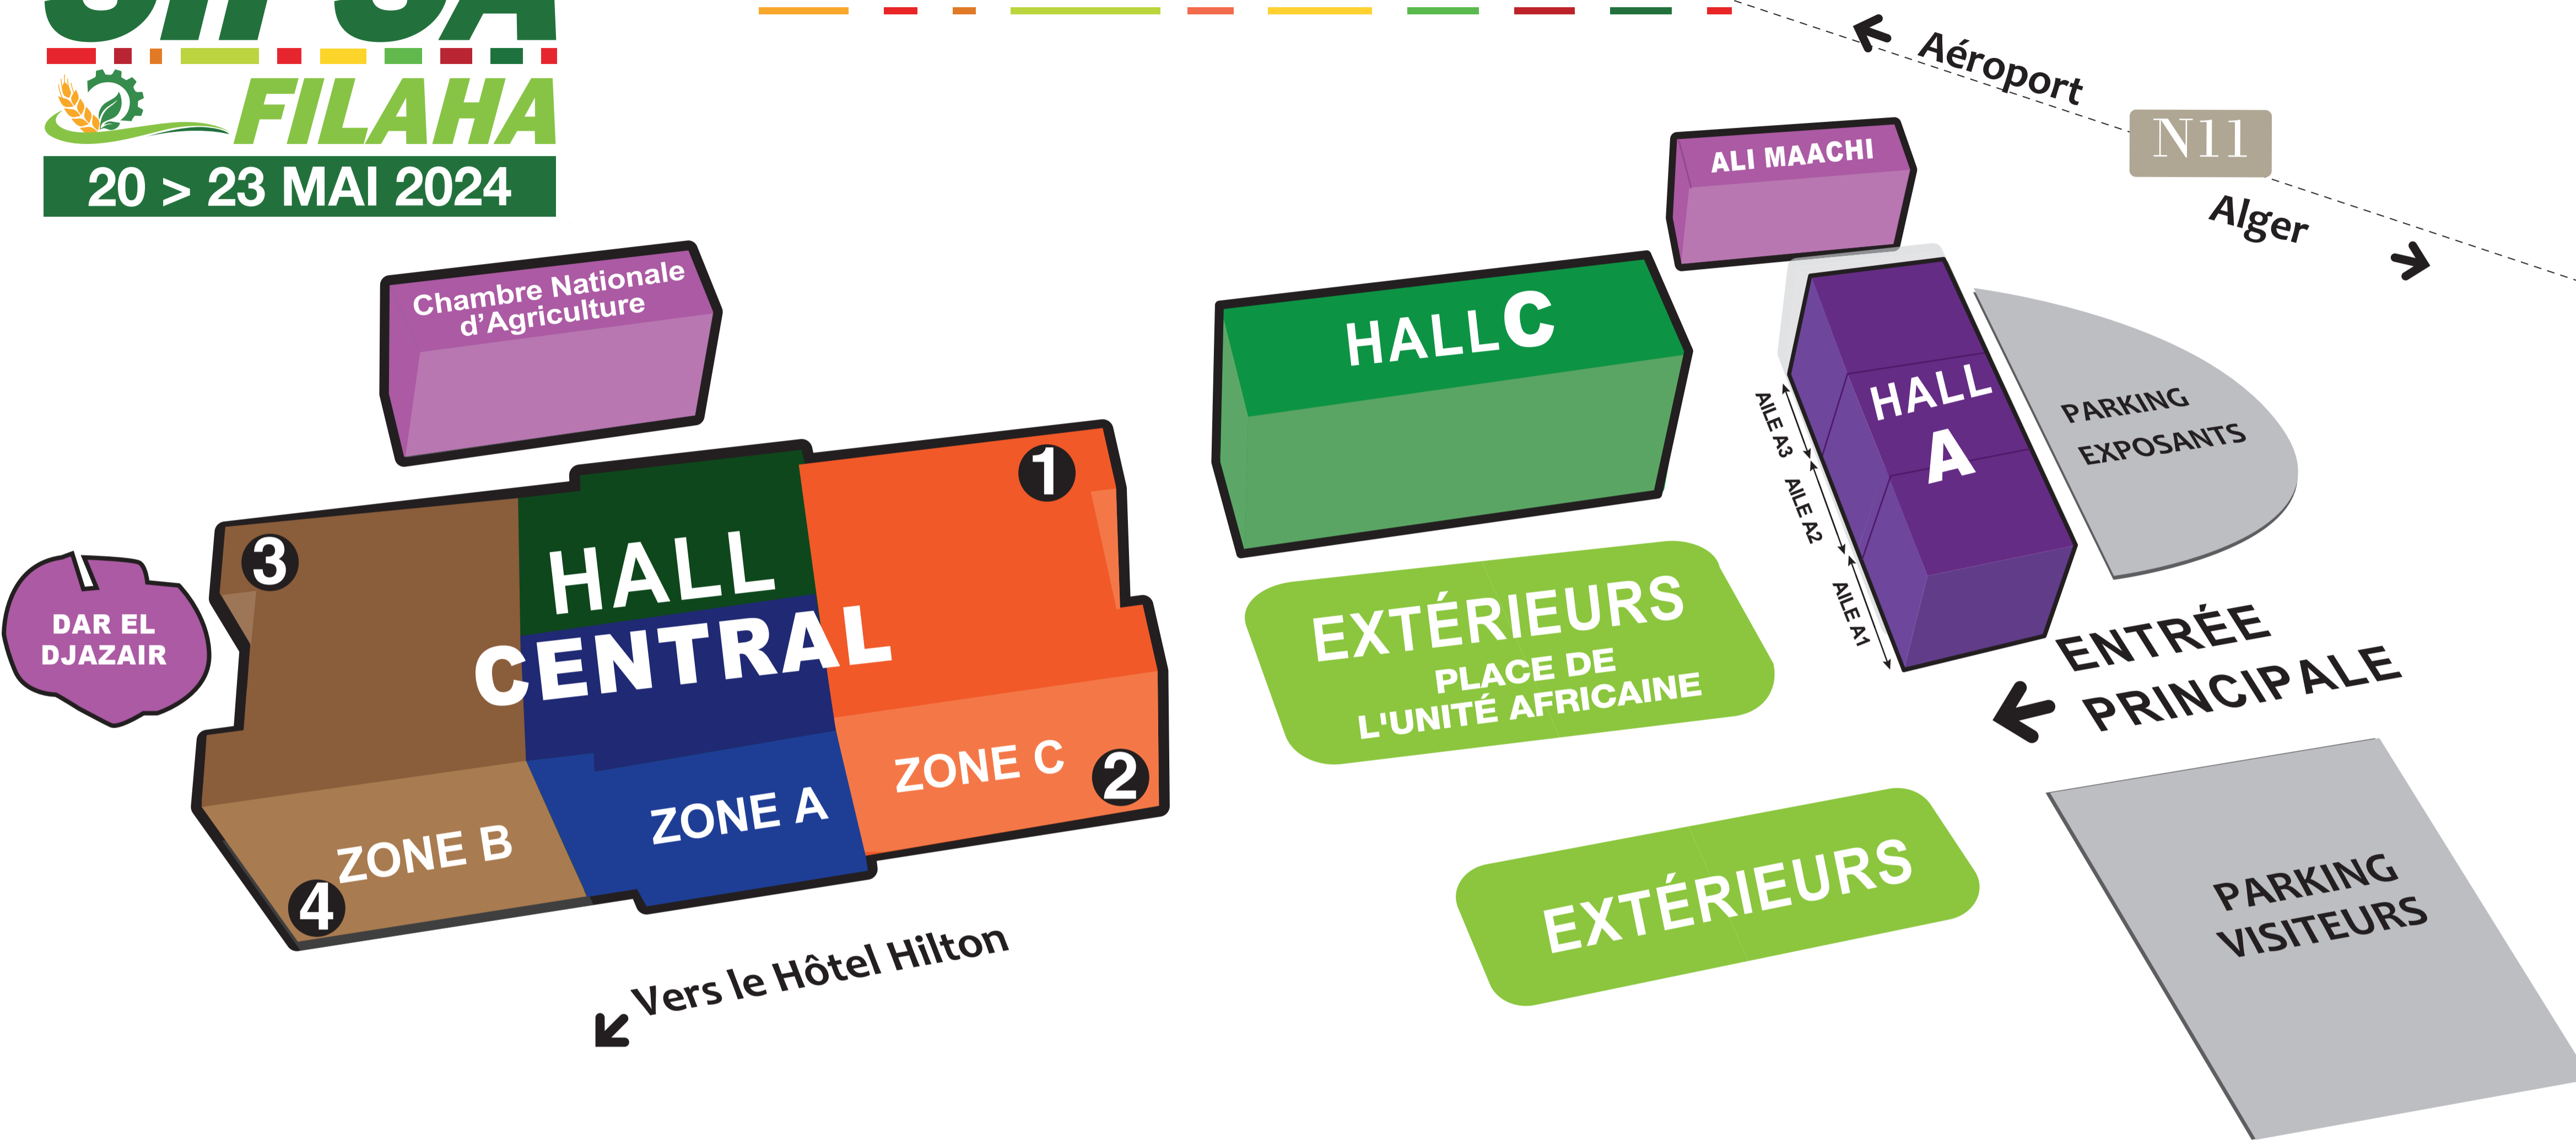 FILAHA
20 > 23 MAI 2024
Aéroport
N11
Alger
ALI MAACHI
Chambre Nationale
d'Agriculture
HALL C
HALL
A
AILE A3
AILE A2
AILE A1
PARKING
EXPOSANTS
1
3
HALL
CENTRAL
DAR EL
DJAZAIR
EXTÉRIEURS
PLACE DE
L'UNITÉ AFRICAINE
ENTRÉE
PRINCIPALE
ZONE C
2
ZONE A
ZONE B
4
EXTÉRIEURS
PARKING
VISITEURS
Vers le Hôtel Hilton